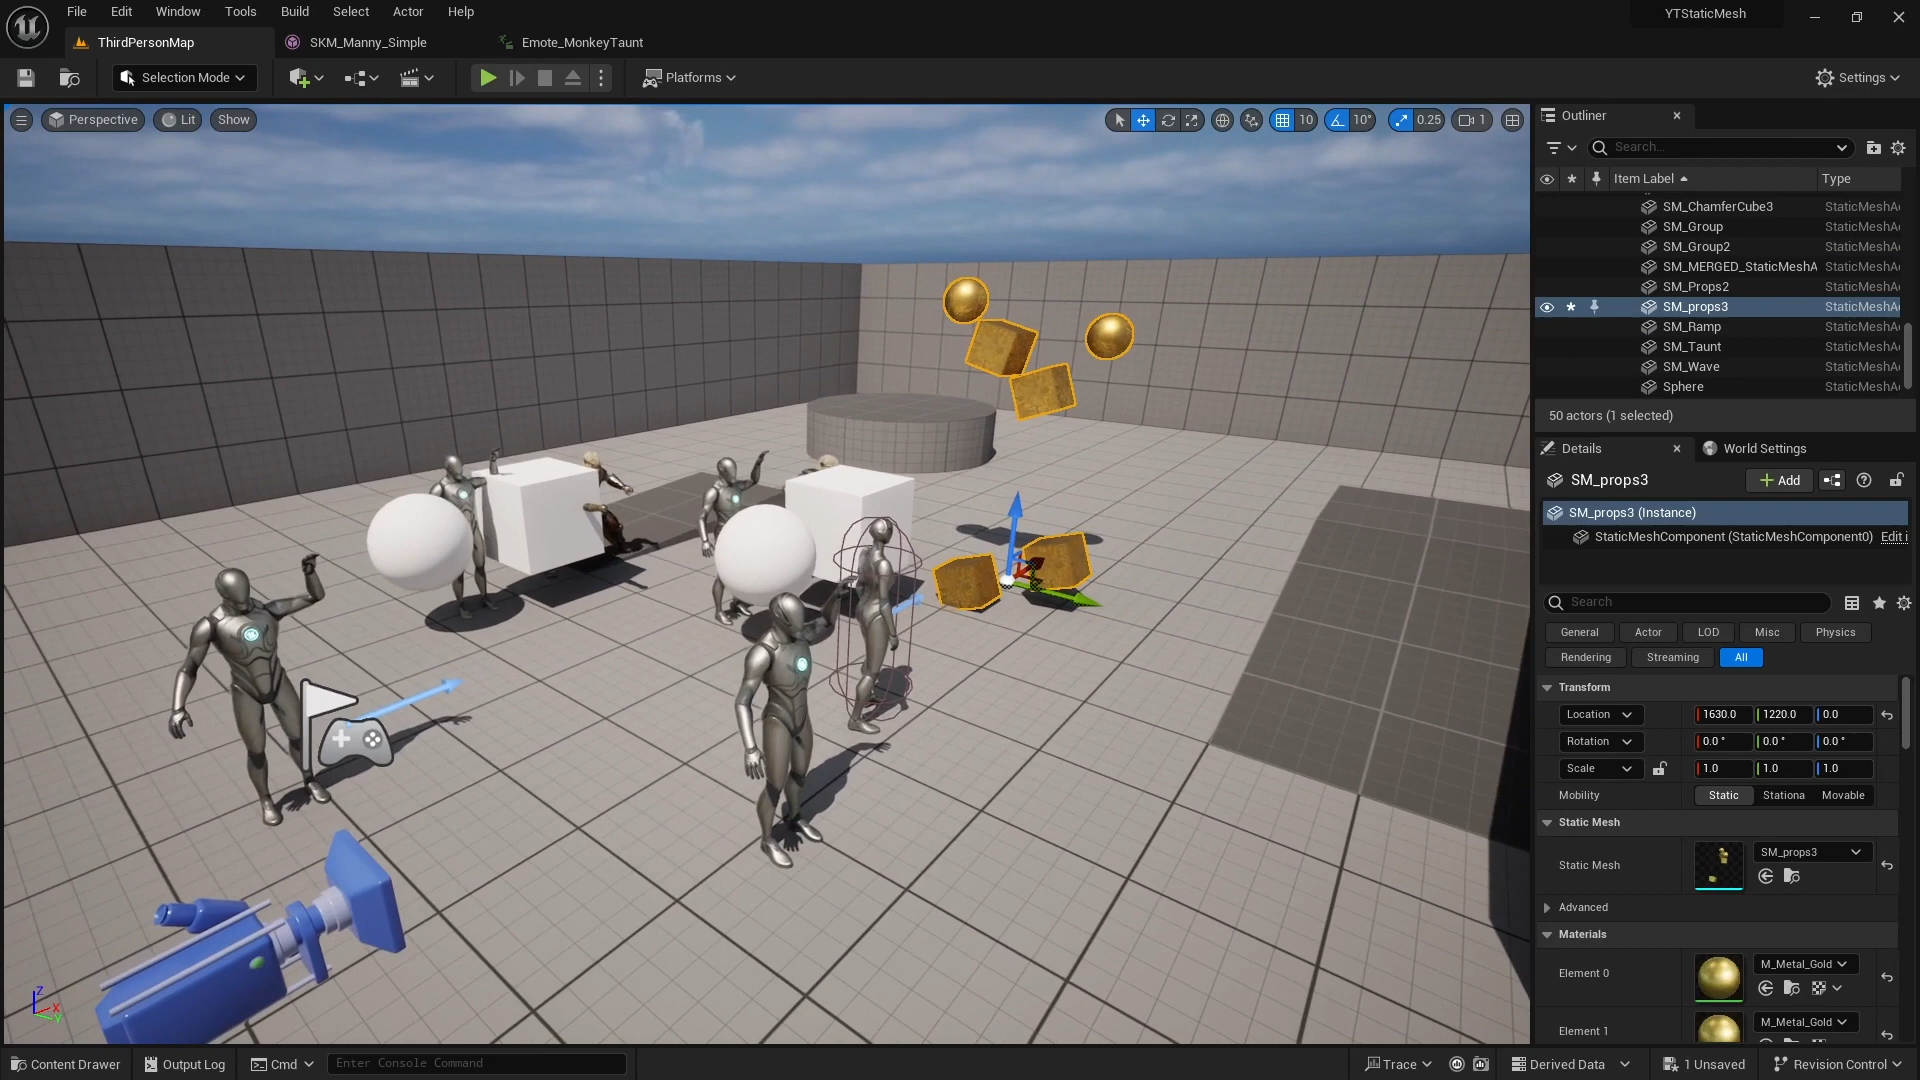 File Edit Window Tools Build Select Actor Help
YTStaticMesh
ThirdPersonMap SKM_Manny_Simple Emote_MonkeyTaunt
Selection Mode Platforms Settings
Perspective Lit Show 10 10° 0.25 1
Outliner
Search...
Item Label Type
SM_ChamferCube3 StaticMeshA
SM_Group StaticMeshA
SM_Group2 StaticMeshA
SM_MERGED_StaticMeshA StaticMeshA
SM_Props2 StaticMeshA
SM_props3 StaticMeshA
SM_Ramp StaticMeshA
SM_Taunt StaticMeshA
SM_Wave StaticMeshA
Sphere StaticMeshA
50 actors (1 selected)
Details World Settings
SM_props3 Add
SM_props3 (Instance)
StaticMeshComponent (StaticMeshComponent0) Edit i
Search
General Actor LOD Misc Physics
Rendering Streaming All
Transform
Location 1630.0 1220.0 0.0
Rotation 0.0° 0.0° 0.0°
Scale 1.0 1.0 1.0
Mobility Static Stationa Movable
Static Mesh
Static Mesh SM_props3
Advanced
Materials
Element 0 M_Metal_Gold
Element 1 M_Metal_Gold
Z
X
Y
Content Drawer Output Log Cmd Enter Console Command Trace Derived Data 1 Unsaved Revision Control